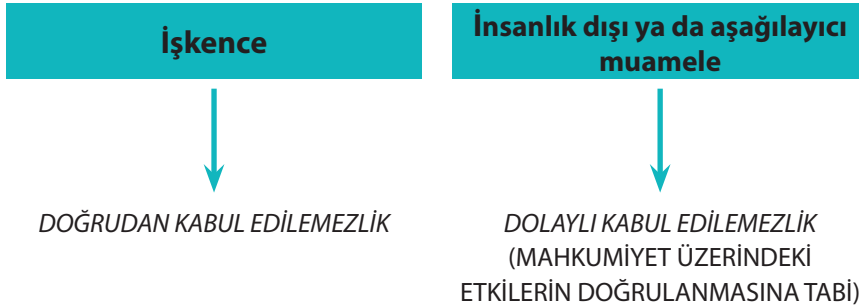 İşkence
İnsanlık dışı ya da aşağılayıcı
muamele
DOĞRUDAN KABUL EDİLEMEZLİK
DOLAYLI KABUL EDİLEMEZLİK
(MAHKUMİYET ÜZERİNDEKİ
ETKİLERİN DOĞRULANMASINA TABİ)